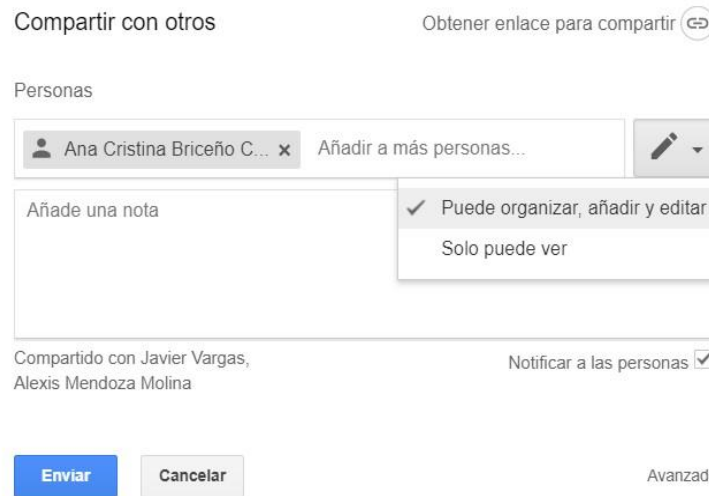 Compartir con otros
Obtener enlace para compartir
Personas
Ana Cristina Briceño C... × Añadir a más personas...
Añade una nota
Puede organizar, añadir y editar
Solo puede ver
Compartido con Javier Vargas,
Alexis Mendoza Molina
Notificar a las personas
Enviar
Cancelar
Avanzad